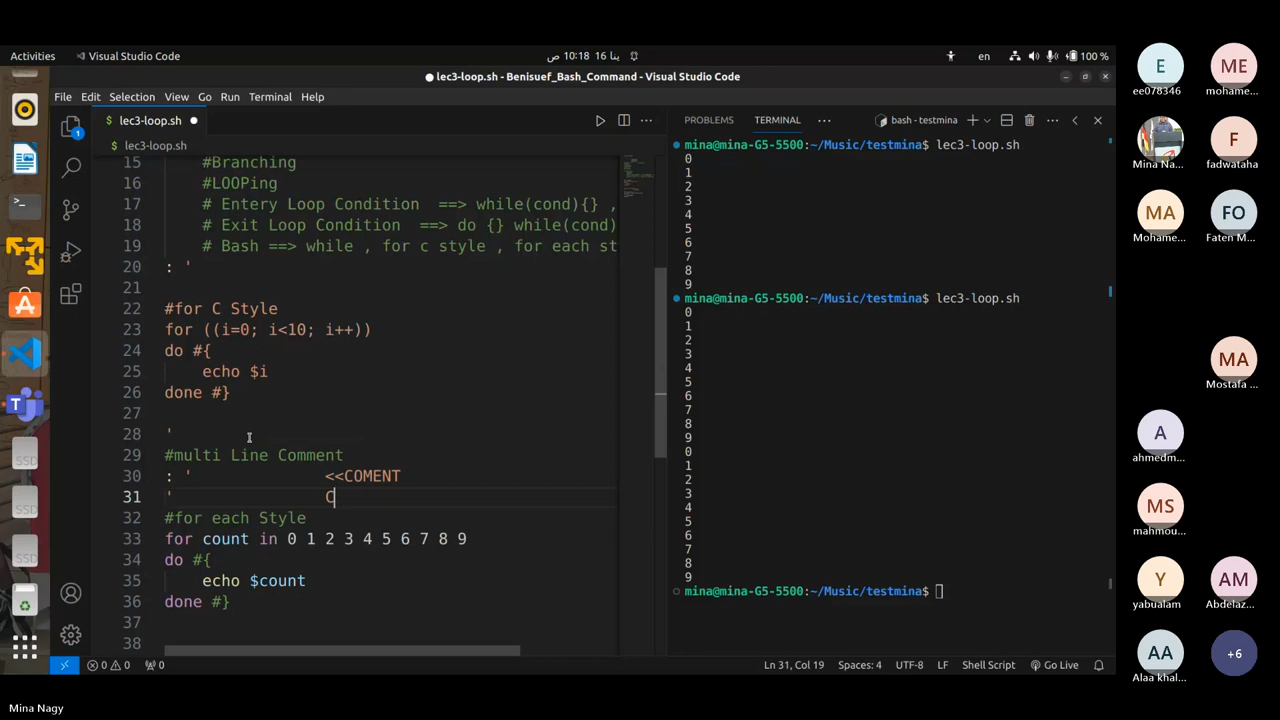 Activities
Visual Studio Code
10:18 16 ينا ص
en
100 %
lec3-loop.sh - Benisuef_Bash_Command - Visual Studio Code
File Edit Selection View Go Run Terminal Help
lec3-loop.sh
PROBLEMS TERMINAL
bash - testmina
lec3-loop.sh
15 #Branching
16 #LOOPing
17 # Entery Loop Condition ==> while(cond){} ,
18 # Exit Loop Condition ==> do {} while(cond)
19 # Bash ==> while , for c style , for each st
20 : '
21
22 #for C Style
23 for ((i=0; i<10; i++))
24 do #{
25 echo $i
26 done #}
27
28 '
29 #multi Line Comment
30 : ' <<COMENT
31 ' C
32 #for each Style
33 for count in 0 1 2 3 4 5 6 7 8 9
34 do #{
35 echo $count
36 done #}
37
38
mina@mina-G5-5500:~/Music/testmina$ lec3-loop.sh
0
1
2
3
4
5
6
7
8
9
mina@mina-G5-5500:~/Music/testmina$ lec3-loop.sh
0
1
2
3
4
5
6
7
8
9
0
1
2
3
4
5
6
7
8
9
mina@mina-G5-5500:~/Music/testmina$
0 0 0
Ln 31, Col 19 Spaces: 4 UTF-8 LF Shell Script Go Live
1
SSD
SSD
SSD
E
ee078346
ME
mohame...
Mina Na...
F
fadwataha
MA
Mohame...
FO
Faten M...
MA
Mostafa ...
A
ahmedm...
MS
mahmou...
Y
yabualam
AM
Abdelaz...
AA
Alaa khal...
+6
Mina Nagy